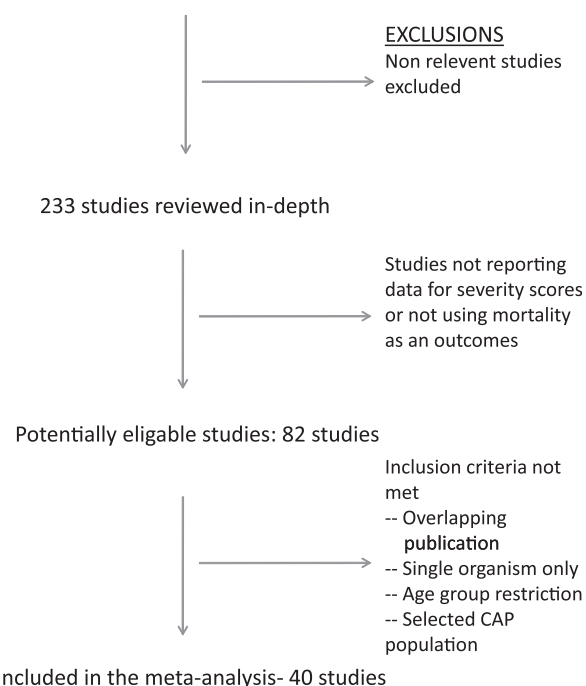 EXCLUSIONS
Non relevent studies
excluded
233 studies reviewed in-depth
Studies not reporting
data for severity scores
or not using mortality
as an outcomes
Potentially eligable studies: 82 studies
Inclusion criteria not
met
-- Overlapping
publication
-- Single organism only
-- Age group restriction
-- Selected CAP
population
ncluded in the meta-analysis- 40 studies